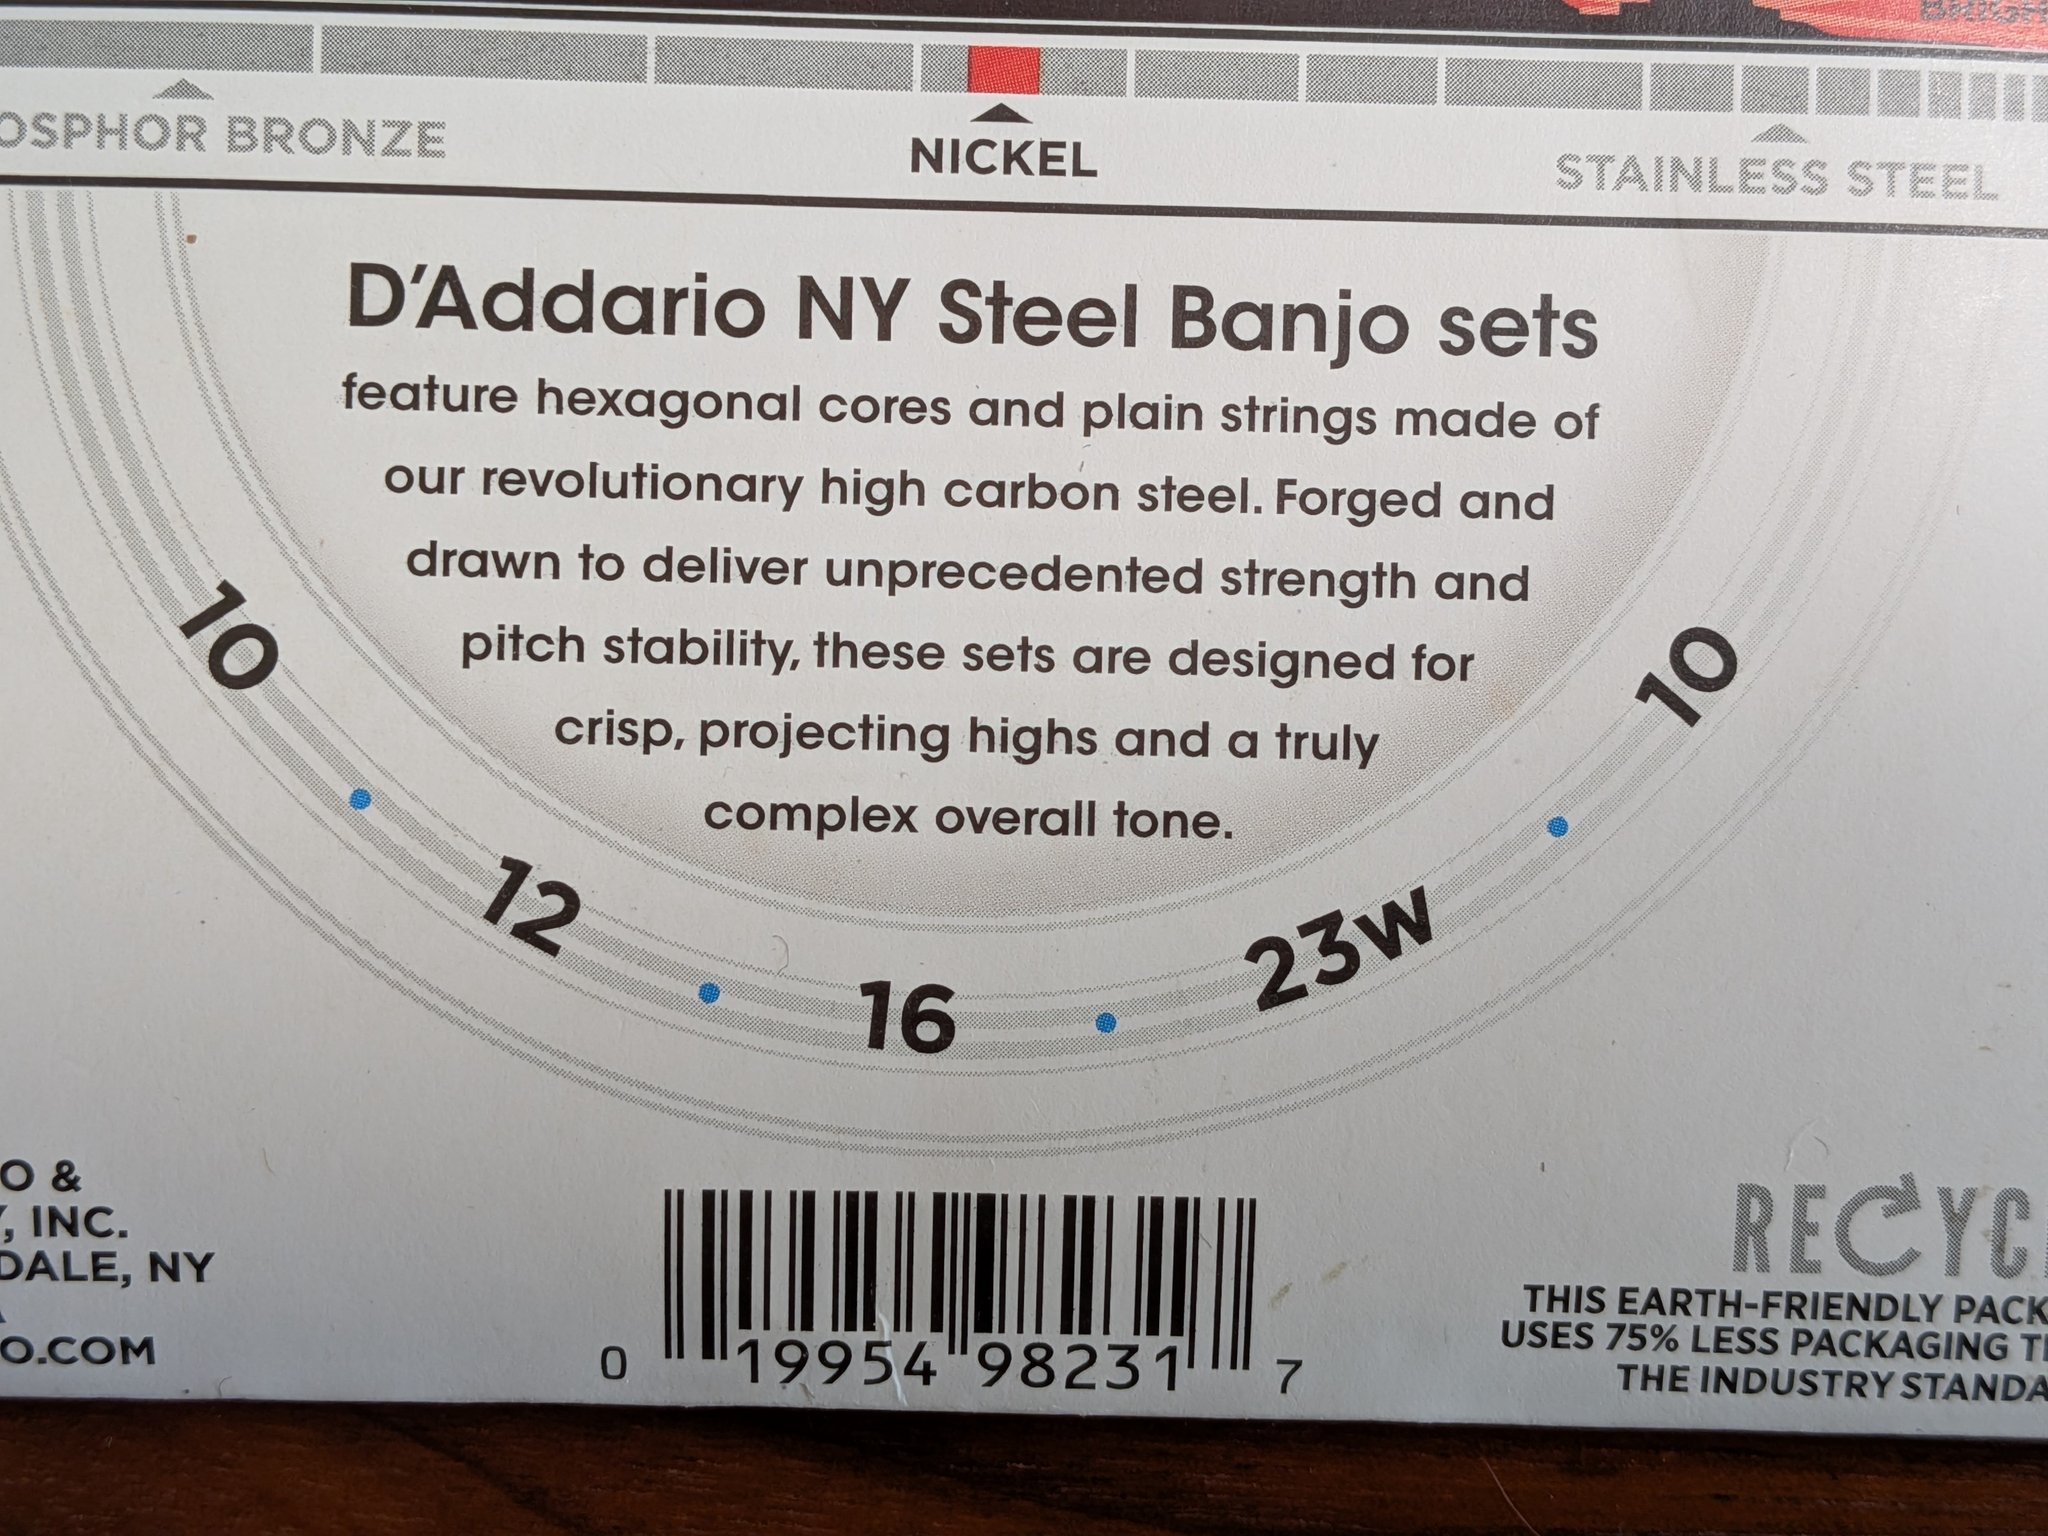 BRONZE
NICKEL
STAINLESS STEEL
D'Addario NY Steel Banjo sets
feature hexagonal cores and plain strings made of
our revolutionary high carbon steel. Forged and
drawn to deliver unprecedented strength and
pitch stability, these sets are designed for
crisp, projecting highs and a truly
complex overall tone.
10 • 12 • 16 • 23w • 10
O &
, INC.
DALE, NY
O.COM
0 19954 98231 7
RECYC
THIS EARTH-FRIENDLY PACK
USES 75% LESS PACKAGING
THE INDUSTRY STANDA